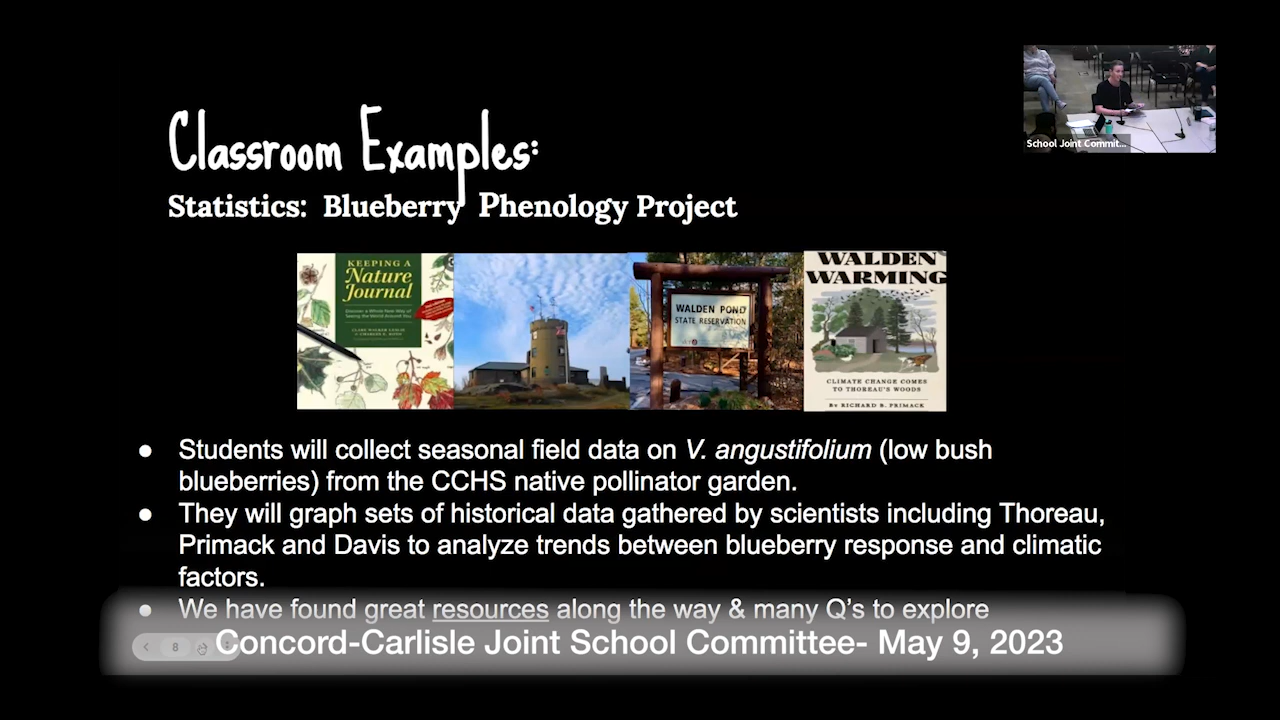 Classroom Examples:
Statistics: Blueberry Phenology Project
School Joint Commit...
KEEPING A
Nature
Journal
WALDEN POND
STATE RESERVATION
WALDEN
WARMING
CLIMATE CHANGE COMES
TO THOREAU'S WOODS
BY RICHARD B. PRIMACK
● Students will collect seasonal field data on V. angustifolium (low bush
blueberries) from the CCHS native pollinator garden.
● They will graph sets of historical data gathered by scientists including Thoreau,
Primack and Davis to analyze trends between blueberry response and climatic
factors.
● We have found great resources along the way & many Q's to explore
8
Concord-Carlisle Joint School Committee- May 9, 2023